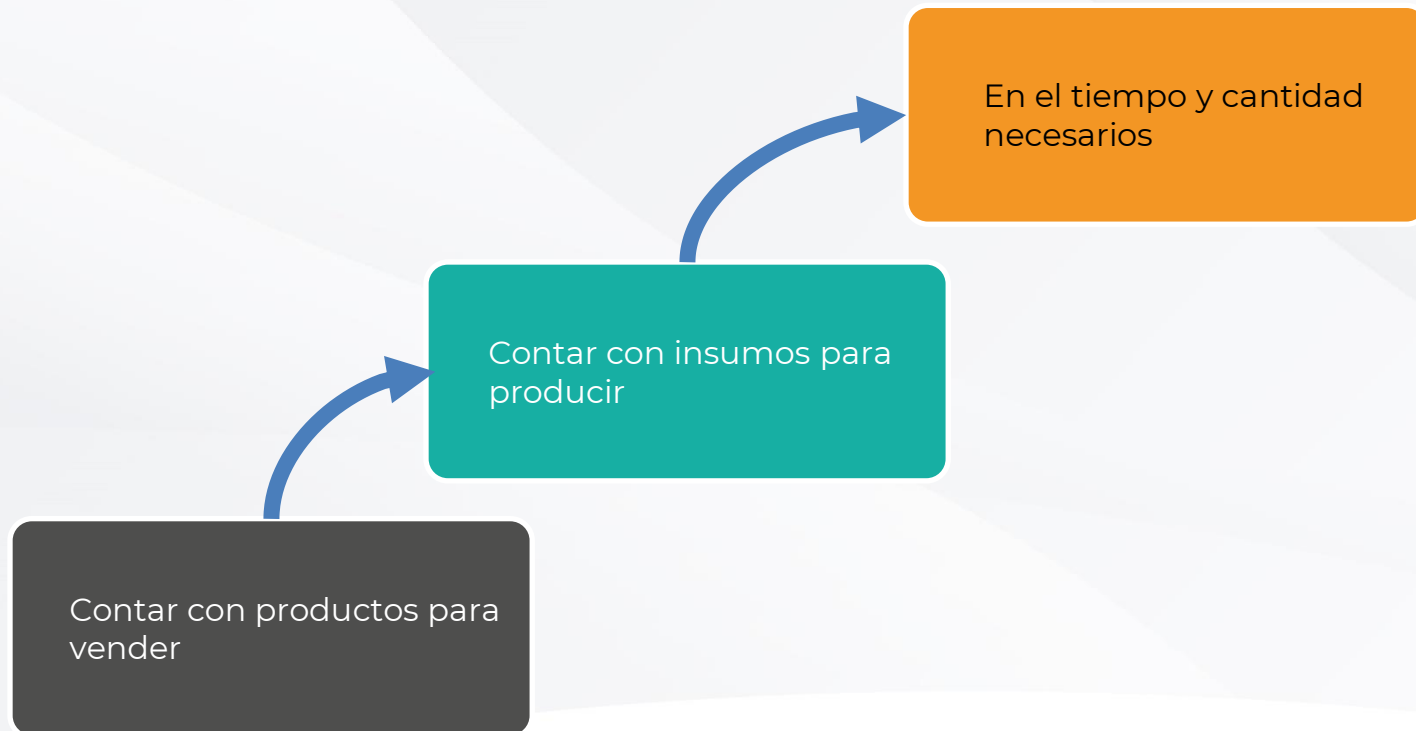 En el tiempo y cantidad
necesarios
Contar con insumos para
producir
Contar con productos para
vender